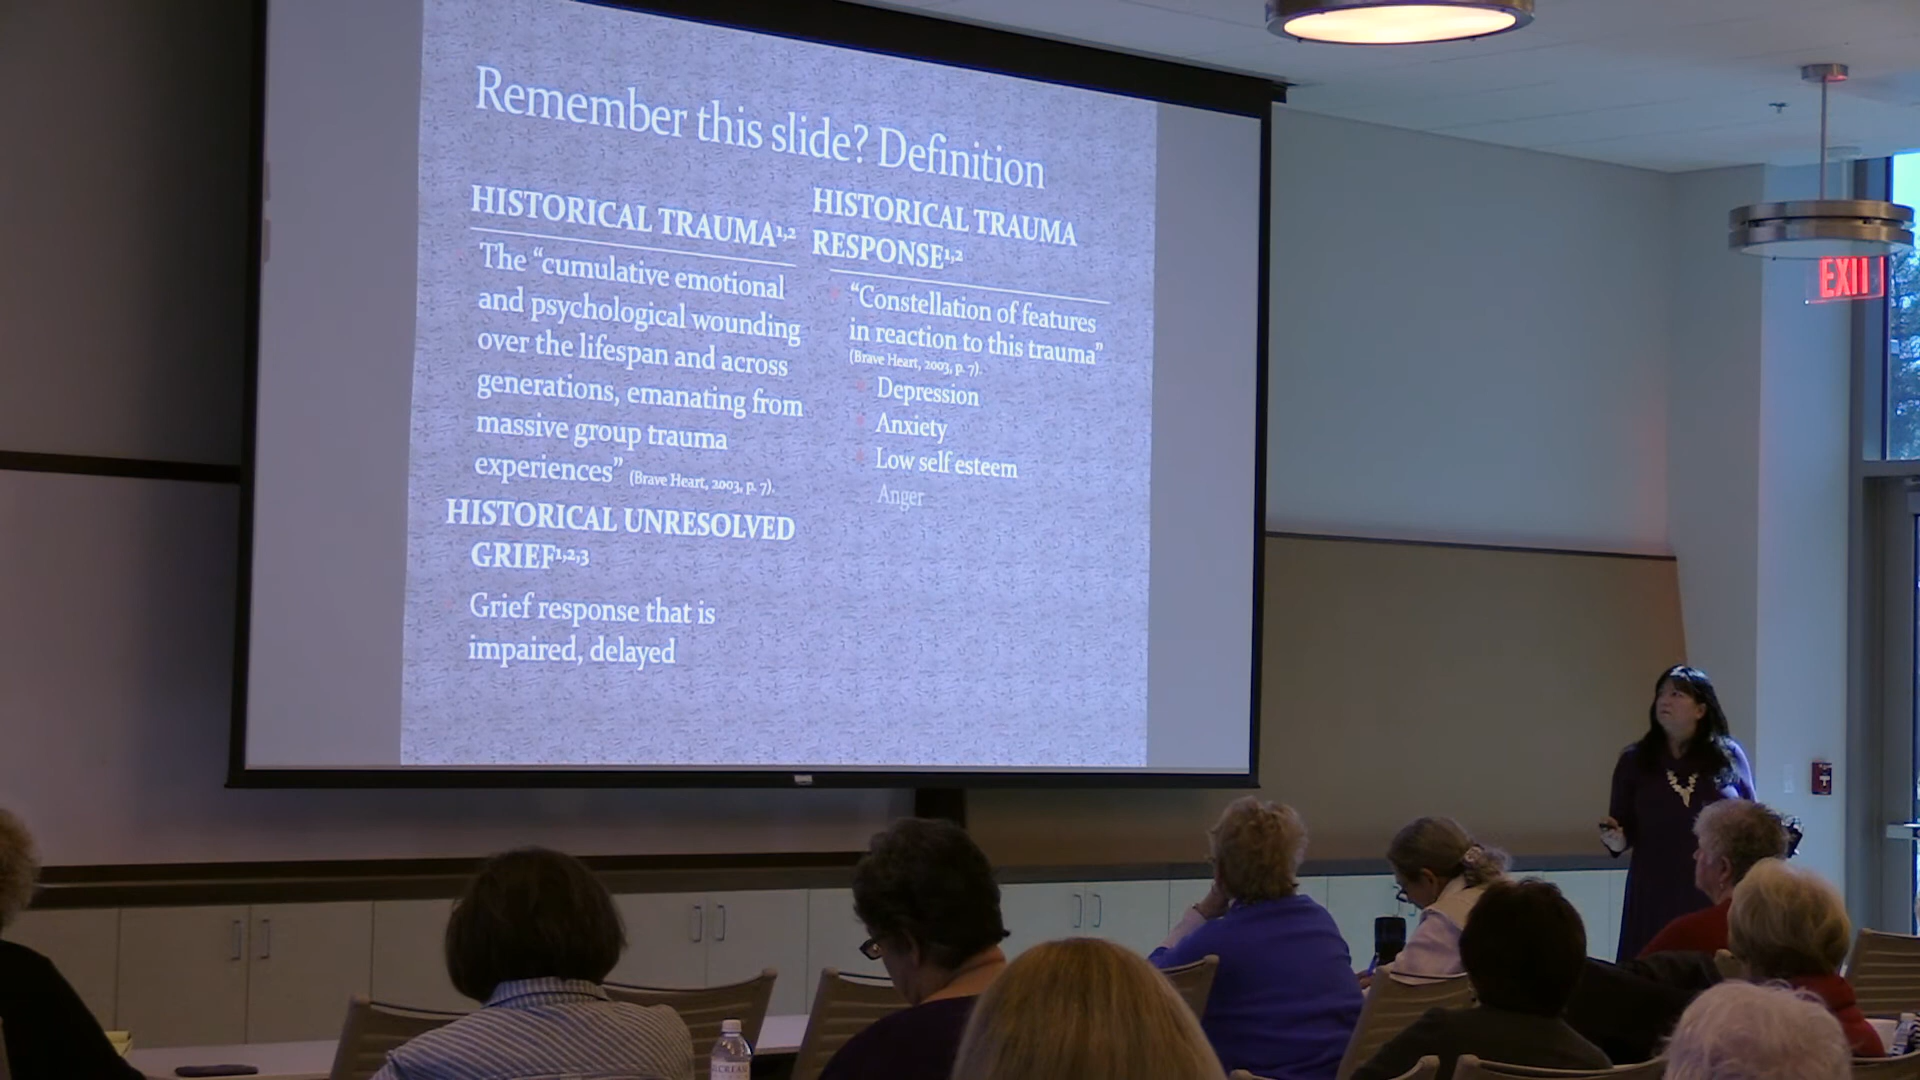 Remember this slide? Definition
HISTORICAL TRAUMA¹,²
The “cumulative emotional
and psychological wounding
over the lifespan and across
generations, emanating from
massive group trauma
experiences” (Brave Heart, 2003, p. 7).
HISTORICAL UNRESOLVED
GRIEF¹,²,³
Grief response that is
impaired, delayed
HISTORICAL TRAUMA
RESPONSE¹,²
“Constellation of features
in reaction to this trauma”
(Brave Heart, 2003, p. 7).
Depression
Anxiety
Low self esteem
Anger
EXIT